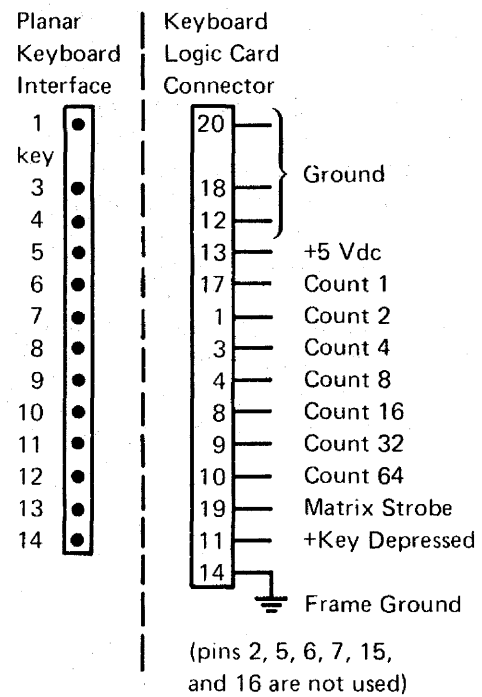 Planar Keyboard Interface
Keyboard Logic Card Connector
1 20
key
3 18 Ground
4 12
5 13 +5 Vdc
6 17 Count 1
7 1 Count 2
8 3 Count 4
9 4 Count 8
10 8 Count 16
11 9 Count 32
12 10 Count 64
13 19 Matrix Strobe
14 11 +Key Depressed
14
Frame Ground
(pins 2, 5, 6, 7, 15,
and 16 are not used)